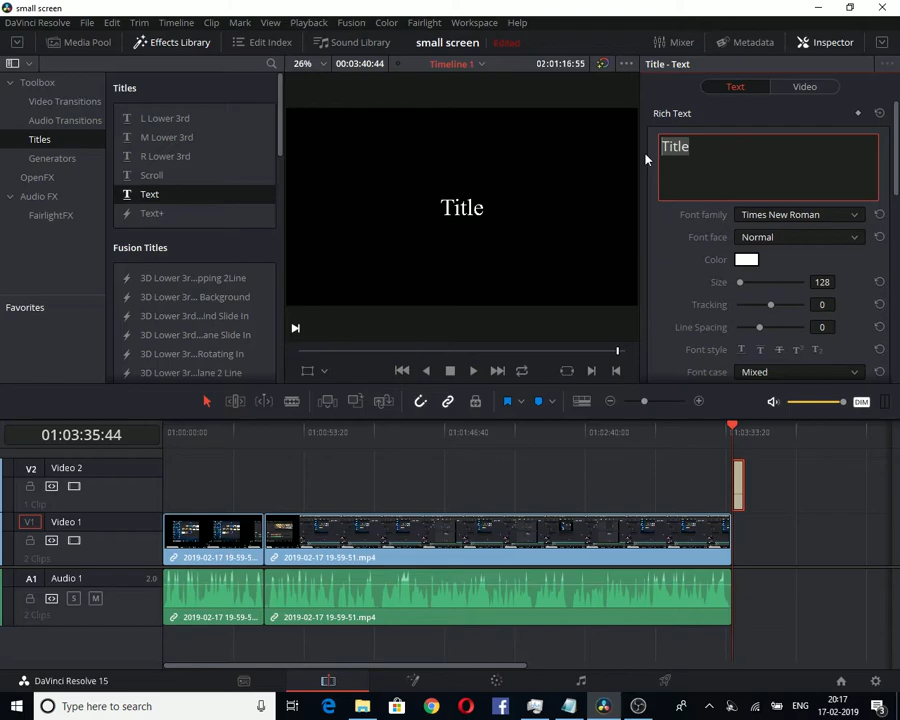 small screen
DaVinci Resolve File Edit Trim Timeline Clip Mark View Playback Fusion Color Fairlight Workspace Help
Media Pool Effects Library Edit Index Sound Library small screen Edited Mixer Metadata Inspector
26% 00:03:40:44 Timeline 1 02:01:16:55 Title - Text
Toolbox
Video Transitions
Audio Transitions
Titles
Generators
OpenFX
Audio FX
FairlightFX
Favorites
Titles
L Lower 3rd
M Lower 3rd
R Lower 3rd
Scroll
Text
Text+
Fusion Titles
3D Lower 3r...pping 2Line
3D Lower 3r... Background
3D Lower 3rd...ind Slide In
3D Lower 3rd...ane Slide In
3D Lower 3r...Rotating In
3D Lower 3r...lane 2 Line
Title
Text Video
Rich Text
Title
Font family Times New Roman
Font face Normal
Color
Size 128
Tracking 0
Line Spacing 0
Font style T T T T T
Font case Mixed
DIM
01:03:35:44
01:00:00:00 01:00:53:20 01:01:46:40 01:02:40:00 01:03:33:20
V2 Video 2
1 Clip
V1 Video 1
2 Clips
2019-02-17 19-59-5... 2019-02-17 19-59-51.mp4
A1 Audio 1 2.0
S M
2 Clips
2019-02-17 19-59-5... 2019-02-17 19-59-51.mp4
DaVinci Resolve 15
Type here to search
ENG
20:17
17-02-2019
3